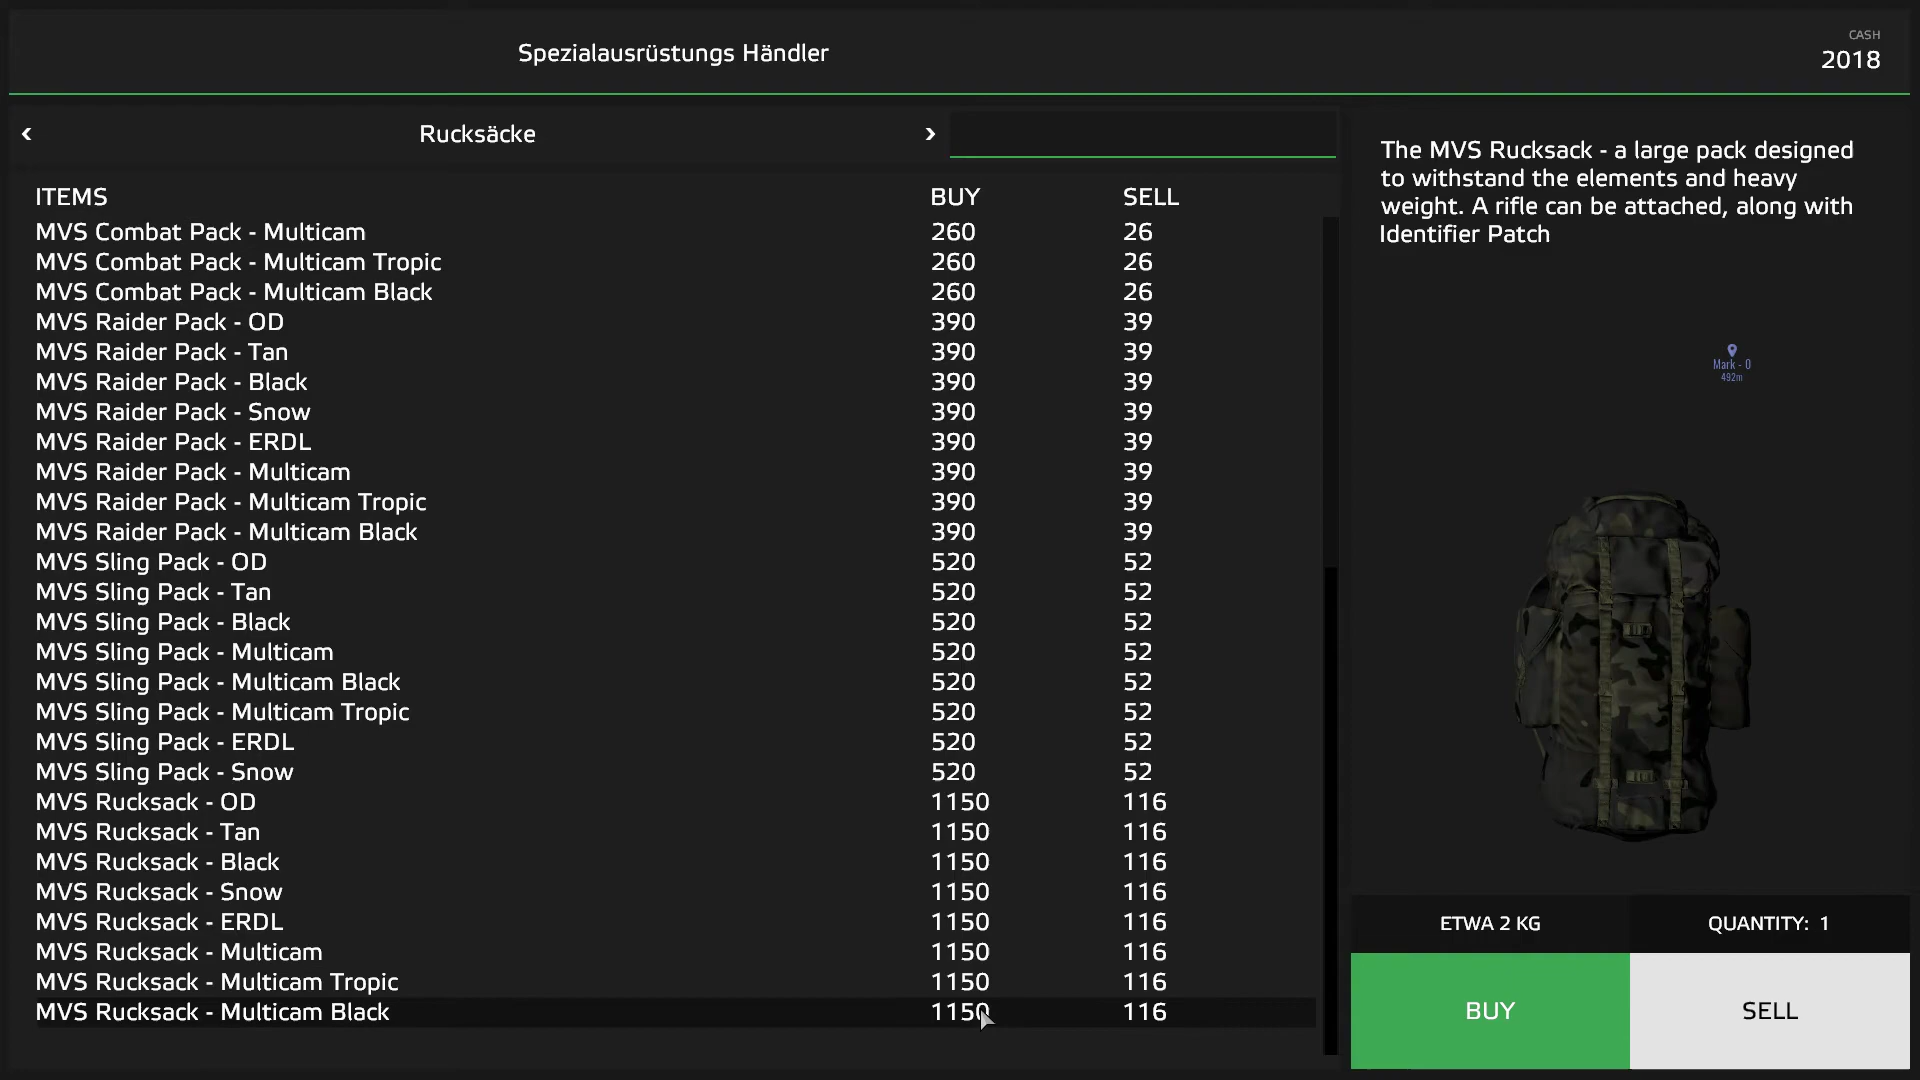 Spezialausrüstungs Händler
CASH
2018
‹ Rucksäcke ›
ITEMS BUY SELL
MVS Combat Pack - Multicam 260 26
MVS Combat Pack - Multicam Tropic 260 26
MVS Combat Pack - Multicam Black 260 26
MVS Raider Pack - OD 390 39
MVS Raider Pack - Tan 390 39
MVS Raider Pack - Black 390 39
MVS Raider Pack - Snow 390 39
MVS Raider Pack - ERDL 390 39
MVS Raider Pack - Multicam 390 39
MVS Raider Pack - Multicam Tropic 390 39
MVS Raider Pack - Multicam Black 390 39
MVS Sling Pack - OD 520 52
MVS Sling Pack - Tan 520 52
MVS Sling Pack - Black 520 52
MVS Sling Pack - Multicam 520 52
MVS Sling Pack - Multicam Black 520 52
MVS Sling Pack - Multicam Tropic 520 52
MVS Sling Pack - ERDL 520 52
MVS Sling Pack - Snow 520 52
MVS Rucksack - OD 1150 116
MVS Rucksack - Tan 1150 116
MVS Rucksack - Black 1150 116
MVS Rucksack - Snow 1150 116
MVS Rucksack - ERDL 1150 116
MVS Rucksack - Multicam 1150 116
MVS Rucksack - Multicam Tropic 1150 116
MVS Rucksack - Multicam Black 1150 116
The MVS Rucksack - a large pack designed
to withstand the elements and heavy
weight. A rifle can be attached, along with
Identifier Patch
Mark - 0
492m
ETWA 2 KG
QUANTITY: 1
BUY
SELL